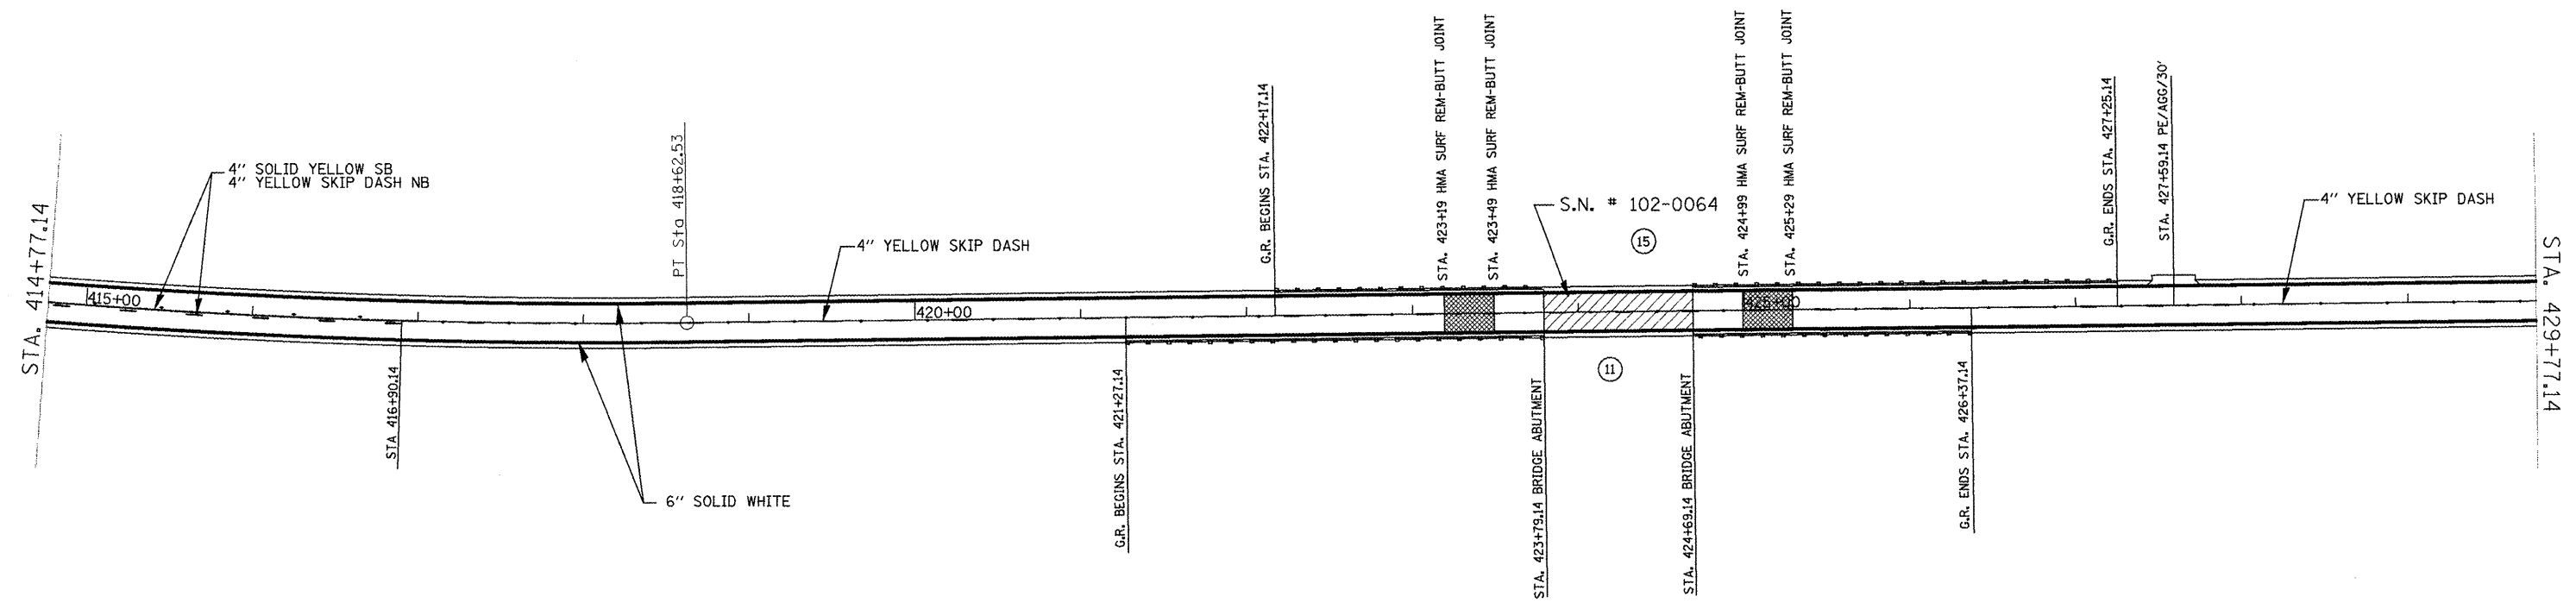 STA. 414+77.14
4" SOLID YELLOW SB
4" YELLOW SKIP DASH NB
415+00
STA 416+90.14
PT Sta 418+62.53
4" YELLOW SKIP DASH
6" SOLID WHITE
420+00
G.R. BEGINS STA. 421+27.14
G.R. BEGINS STA. 422+17.14
STA. 423+19 HMA SURF REM-BUTT JOINT
STA. 423+49 HMA SURF REM-BUTT JOINT
STA. 423+79.14 BRIDGE ABUTMENT
S.N. # 102-0064
15
11
STA. 424+69.14 BRIDGE ABUTMENT
STA. 424+99 HMA SURF REM-BUTT JOINT
STA. 425+29 HMA SURF REM-BUTT JOINT
425+00
G.R. ENDS STA. 426+37.14
G.R. ENDS STA. 427+25.14
STA. 427+59.14 PE/AGG/30'
4" YELLOW SKIP DASH
STA. 429+77.14